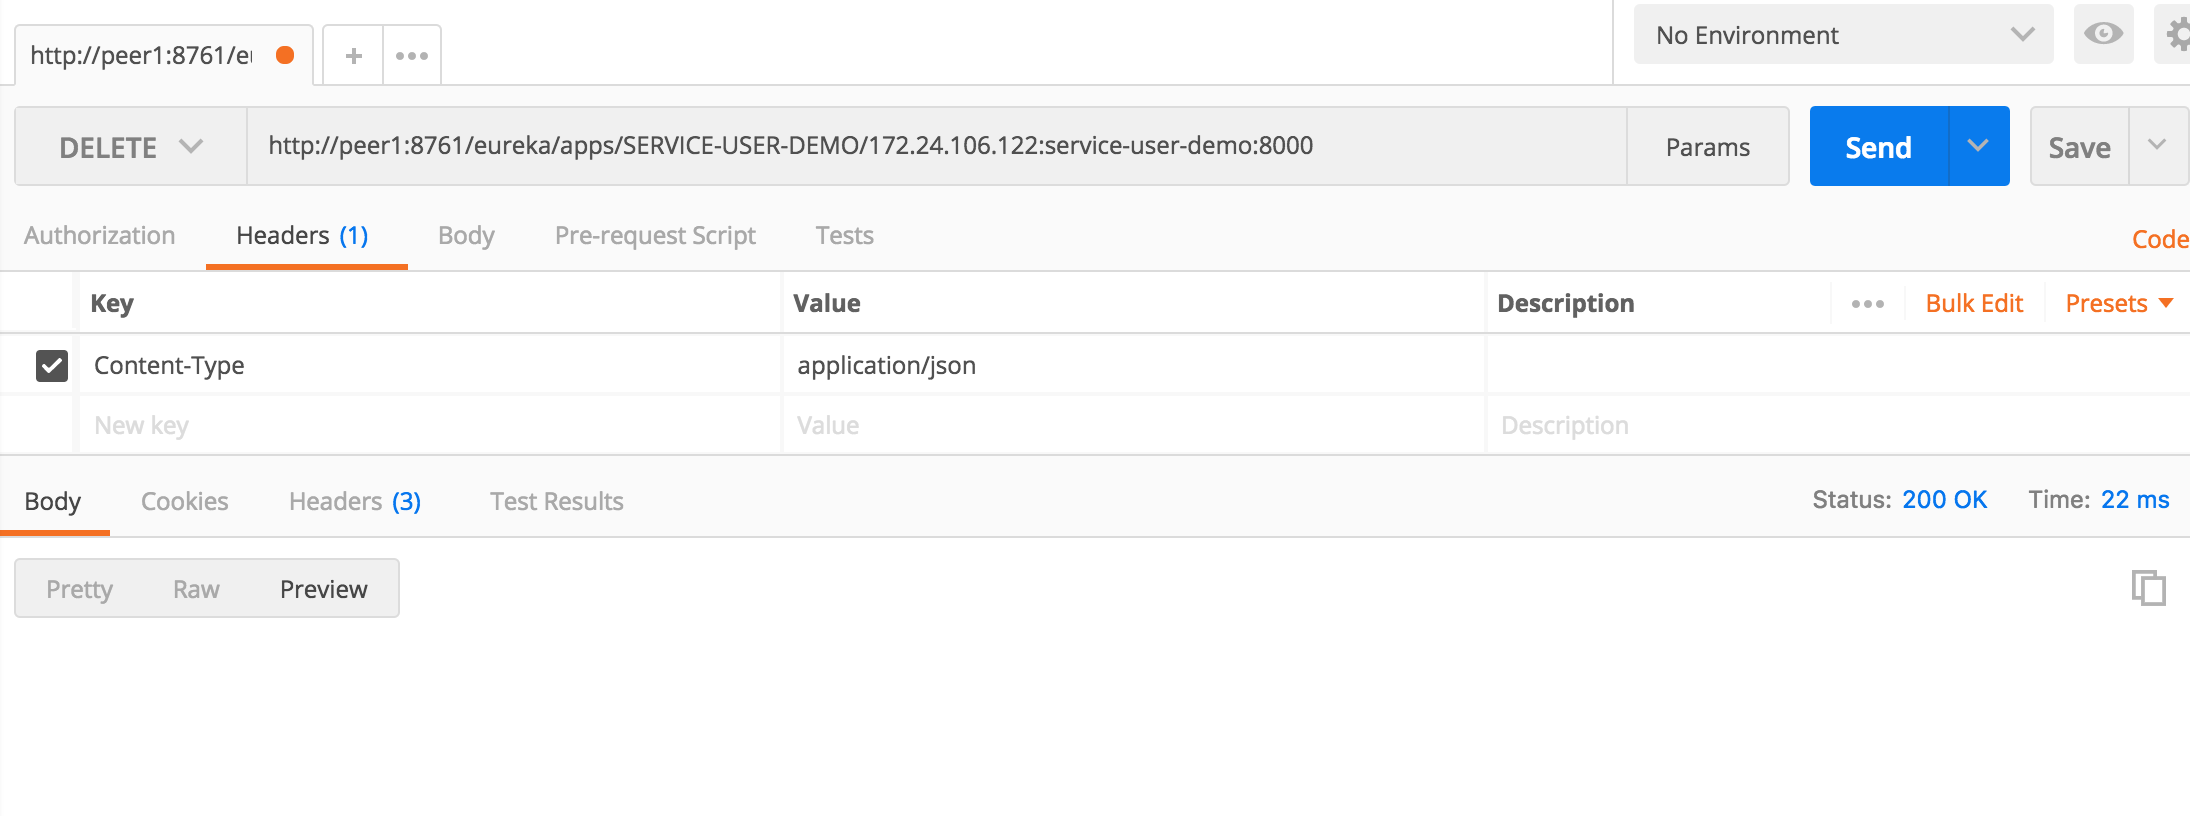 http://peer1:8761/eu
No Environment
DELETE
http://peer1:8761/eureka/apps/SERVICE-USER-DEMO/172.24.106.122:service-user-demo:8000
Params
Send
Save
Authorization
Headers (1)
Body
Pre-request Script
Tests
Code
Key
Value
Description
Bulk Edit
Presets
Content-Type
application/json
New key
Value
Description
Body
Cookies
Headers (3)
Test Results
Status: 200 OK
Time: 22 ms
Pretty
Raw
Preview